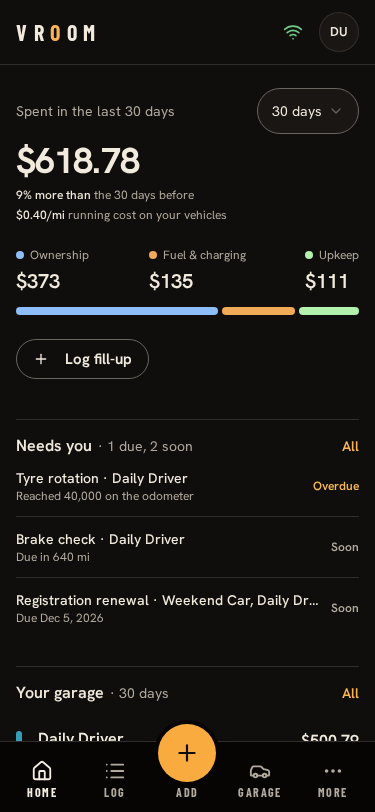 VROOM
DU
Spent in the last 30 days
30 days
$618.78
9% more than the 30 days before
$0.40/mi running cost on your vehicles
Ownership
Fuel & charging
Upkeep
$373
$135
$111
Log fill-up
Needs you · 1 due, 2 soon
All
Tyre rotation · Daily Driver
Overdue
Reached 40,000 on the odometer
Brake check · Daily Driver
Soon
Due in 640 mi
Registration renewal · Weekend Car, Daily Dr...
Soon
Due Dec 5, 2026
Your garage · 30 days
All
Daily Driver
$500.79
HOME
LOG
ADD
GARAGE
MORE